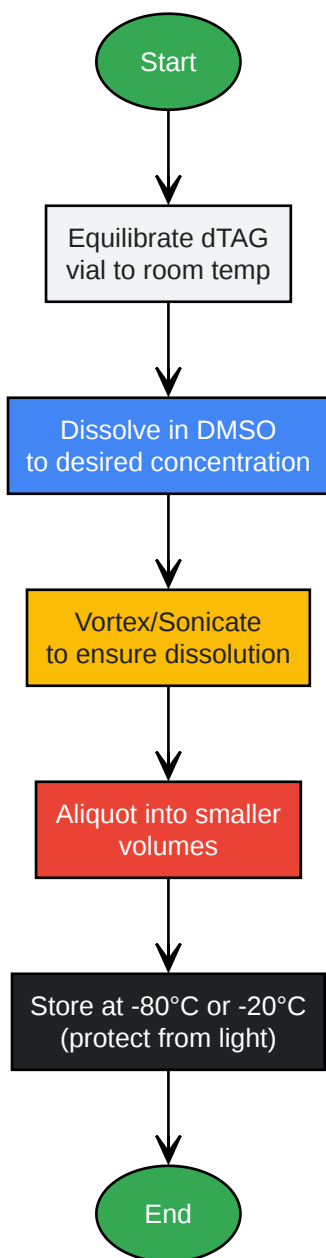 Start
Equilibrate dTAG
vial to room temp
Dissolve in DMSO
to desired concentration
Vortex/Sonicate
to ensure dissolution
Aliquot into smaller
volumes
Store at -80°C or -20°C
(protect from light)
End